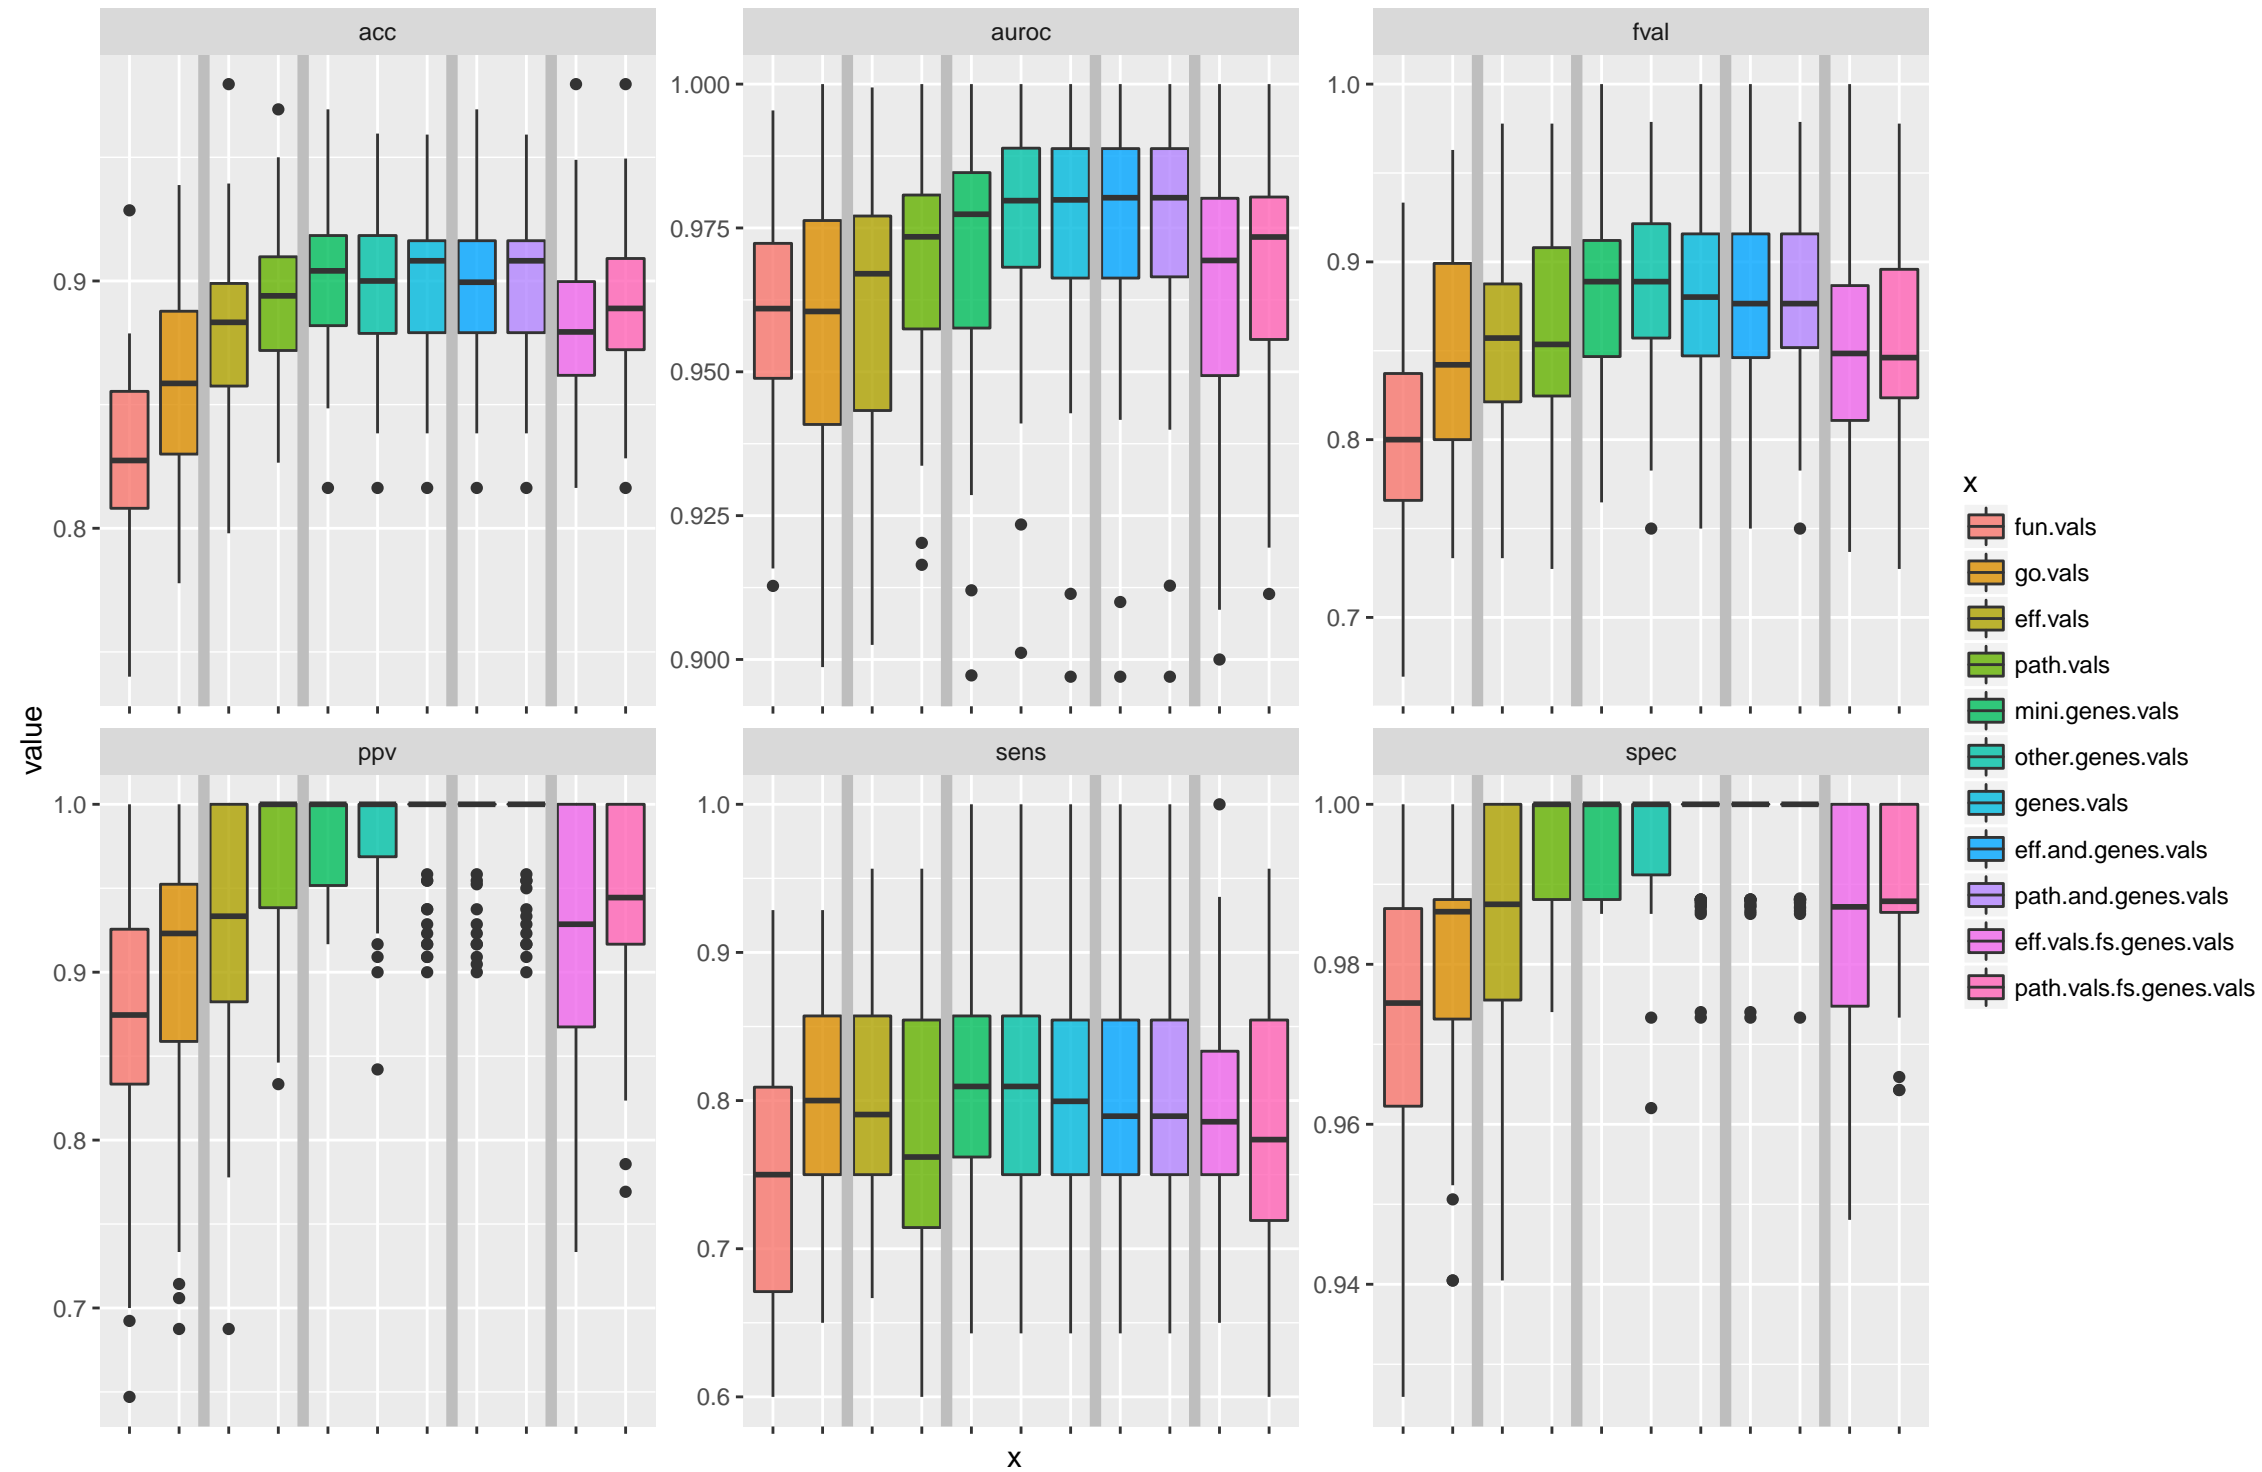 acc
auroc
fval
0.9
0.8
1.000
0.975
0.950
0.925
0.900
1.0
0.9
0.8
0.7
value
ppv
sens
spec
1.0
0.9
0.8
0.7
1.0
0.9
0.8
0.7
0.6
1.00
0.98
0.96
0.94
x
x
fun.vals
go.vals
eff.vals
path.vals
mini.genes.vals
other.genes.vals
genes.vals
eff.and.genes.vals
path.and.genes.vals
eff.vals.fs.genes.vals
path.vals.fs.genes.vals